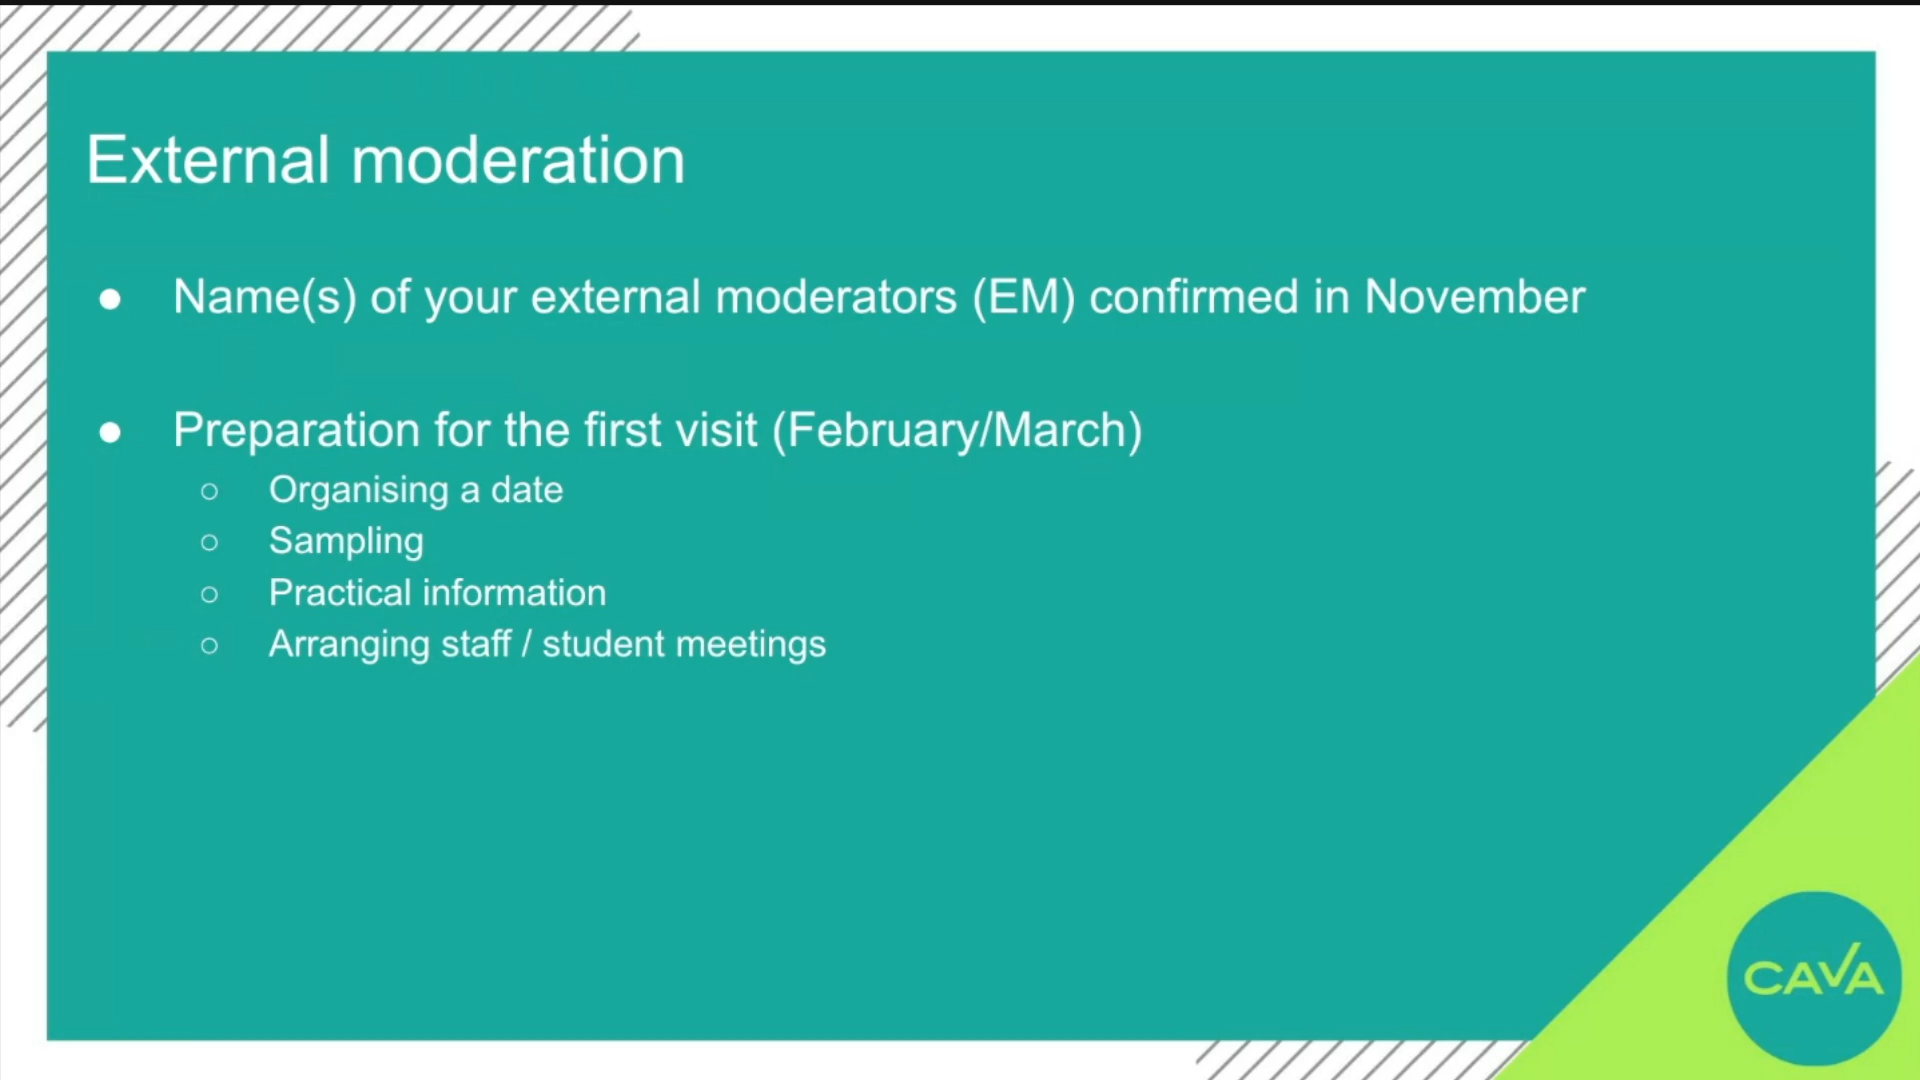 External moderation
● Name(s) of your external moderators (EM) confirmed in November
● Preparation for the first visit (February/March)
○ Organising a date
○ Sampling
○ Practical information
○ Arranging staff / student meetings
CAVA